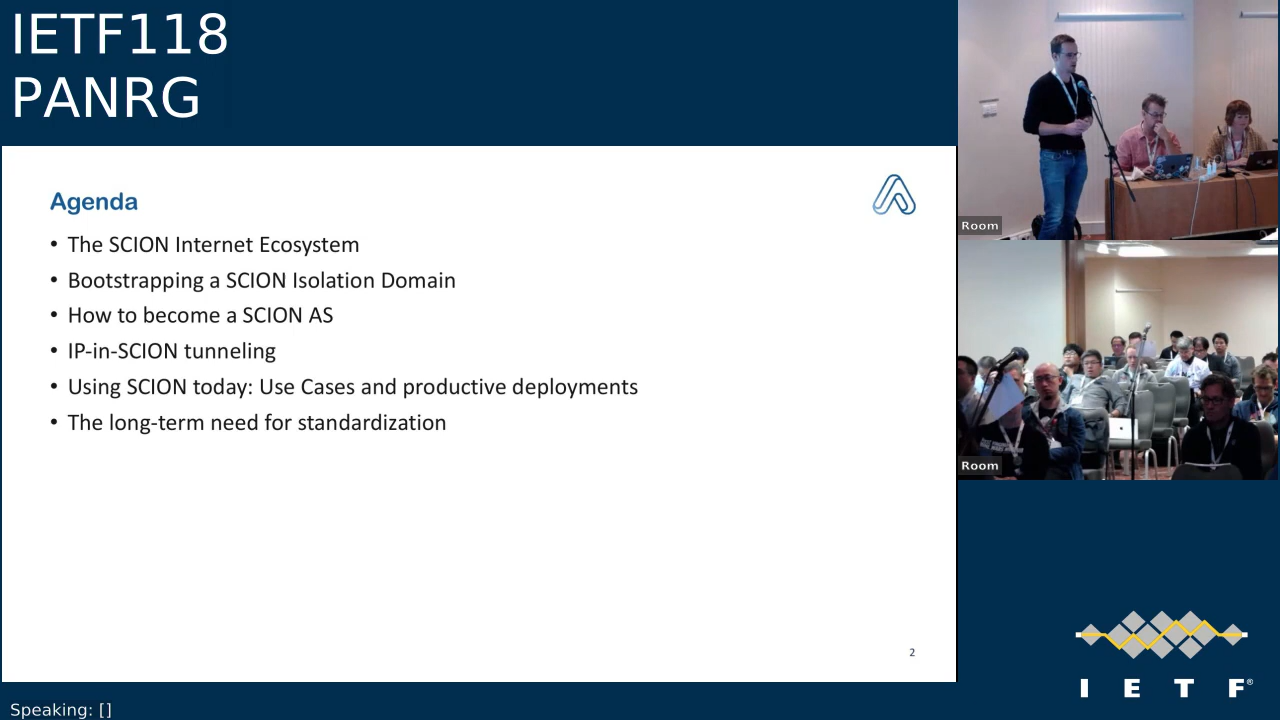 IETF118
PANRG
Agenda
• The SCION Internet Ecosystem
• Bootstrapping a SCION Isolation Domain
• How to become a SCION AS
• IP-in-SCION tunneling
• Using SCION today: Use Cases and productive deployments
• The long-term need for standardization
2
Room
Room
I E T F®
Speaking: []